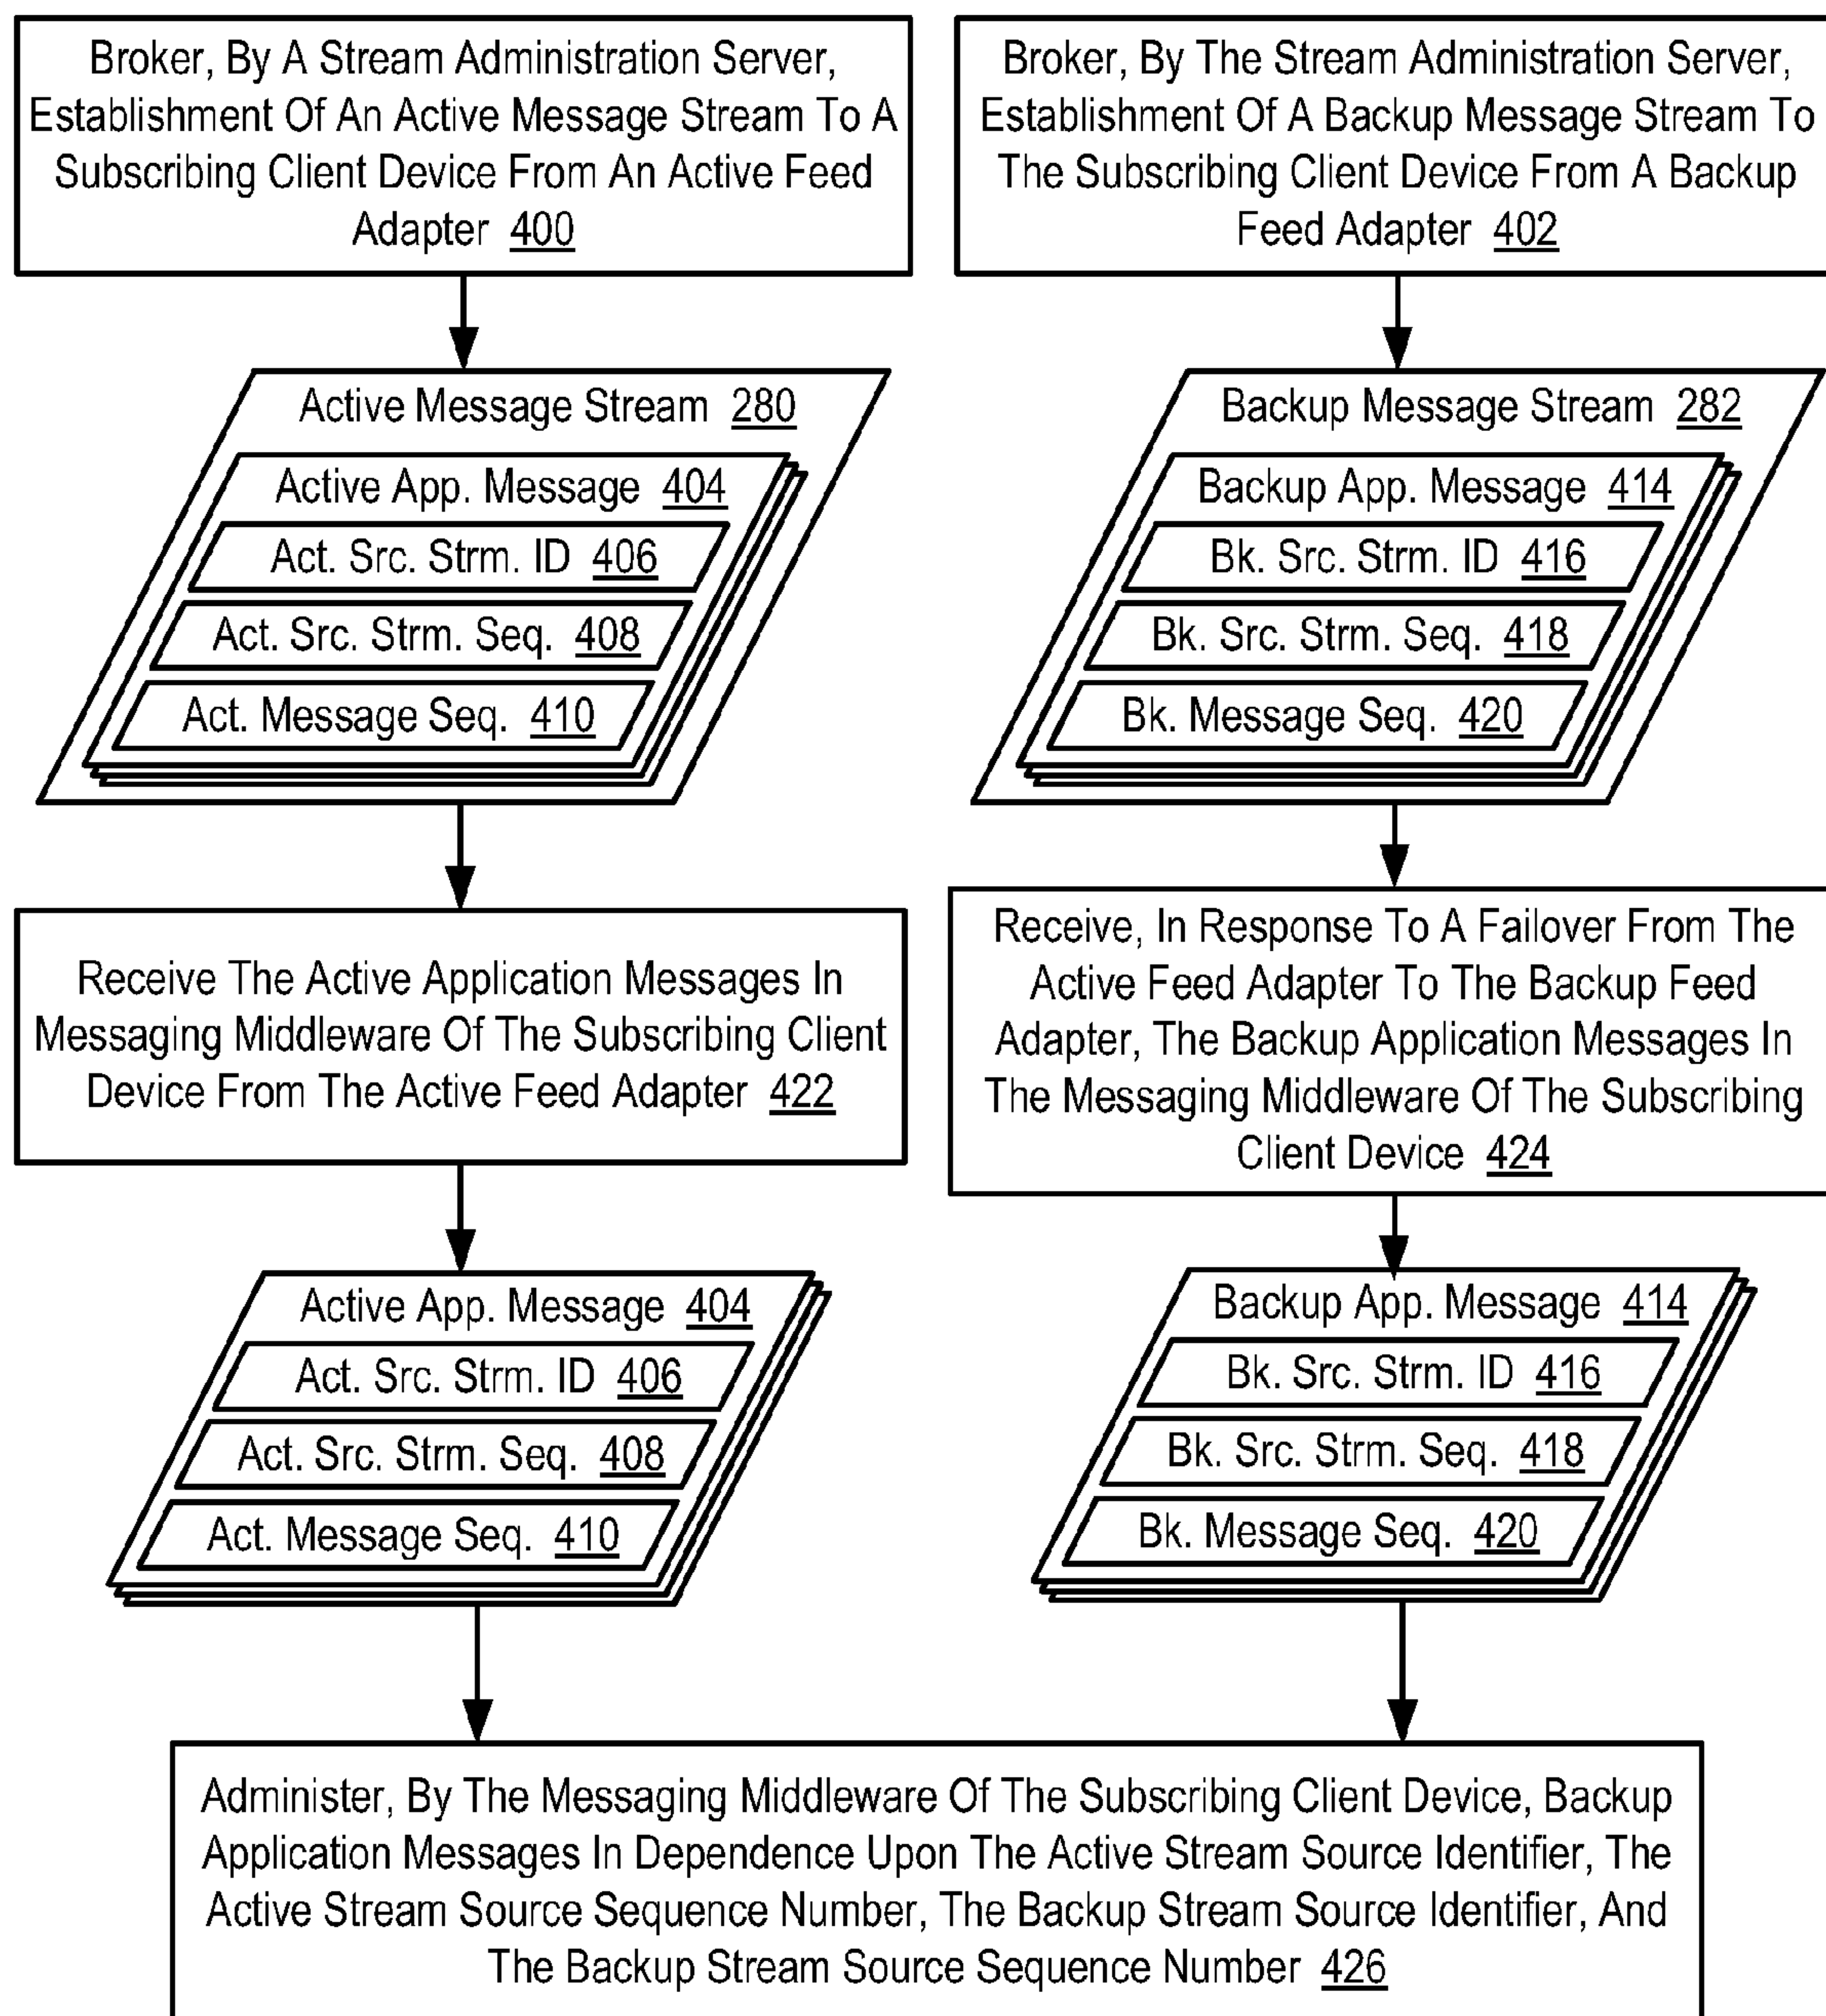 Broker, By A Stream Administration Server,
Establishment Of An Active Message Stream To A
Subscribing Client Device From An Active Feed
Adapter 400
Broker, By The Stream Administration Server,
Establishment Of A Backup Message Stream To
The Subscribing Client Device From A Backup
Feed Adapter 402
Active Message Stream 280
Active App. Message 404
Act. Src. Strm. ID 406
Act. Src. Strm. Seq. 408
Act. Message Seq. 410
Backup Message Stream 282
Backup App. Message 414
Bk. Src. Strm. ID 416
Bk. Src. Strm. Seq. 418
Bk. Message Seq. 420
Receive The Active Application Messages In
Messaging Middleware Of The Subscribing Client
Device From The Active Feed Adapter 422
Receive, In Response To A Failover From The
Active Feed Adapter To The Backup Feed
Adapter, The Backup Application Messages In
The Messaging Middleware Of The Subscribing
Client Device 424
Active App. Message 404
Act. Src. Strm. ID 406
Act. Src. Strm. Seq. 408
Act. Message Seq. 410
Backup App. Message 414
Bk. Src. Strm. ID 416
Bk. Src. Strm. Seq. 418
Bk. Message Seq. 420
Administer, By The Messaging Middleware Of The Subscribing Client Device, Backup
Application Messages In Dependence Upon The Active Stream Source Identifier, The
Active Stream Source Sequence Number, The Backup Stream Source Identifier, And
The Backup Stream Source Sequence Number 426